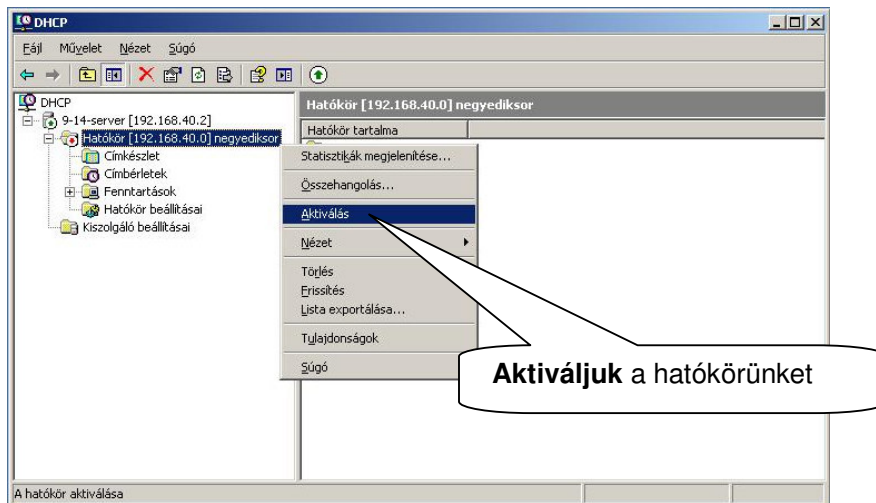 DHCP
Fájl Művelet Nézet Súgó
DHCP
9-14-server [192.168.40.2]
Hatókör [192.168.40.0] negyediksor
Címkészlet
Címbérletek
Fenntartások
Hatókör beállításai
Kiszolgáló beállításai
Hatókör [192.168.40.0] negyediksor
Hatókör tartalma
Statisztikák megjelenítése...
Összehangolás...
Aktiválás
Nézet
Törlés
Frissítés
Lista exportálása...
Tulajdonságok
Súgó
Aktiváljuk a hatókörünket
A hatókör aktiválása